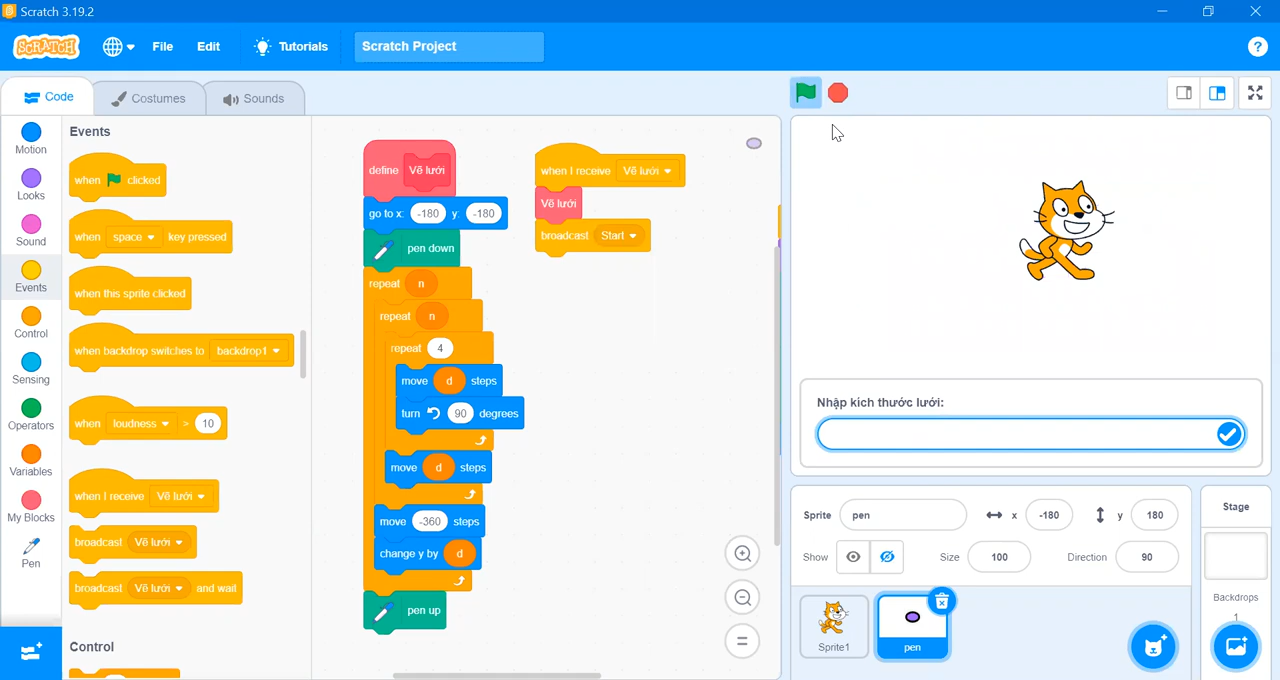 Scratch 3.19.2
SCRATCH
File
Edit
Tutorials
Scratch Project
?
Code
Costumes
Sounds
Motion
Looks
Sound
Events
Control
Sensing
Operators
Variables
My Blocks
Pen
Events
when clicked
when space key pressed
when this sprite clicked
when backdrop switches to backdrop1
when loudness > 10
when I receive Vẽ lưới
broadcast Vẽ lưới
broadcast Vẽ lưới and wait
Control
define Vẽ lưới
go to x: -180 y: -180
pen down
repeat n
repeat n
repeat 4
move d steps
turn 90 degrees
move d steps
move -360 steps
change y by d
pen up
when I receive Vẽ lưới
Vẽ lưới
broadcast Start
Nhập kích thước lưới:
Sprite pen x -180 y 180
Show Size 100 Direction 90
Sprite1
pen
Stage
Backdrops
1